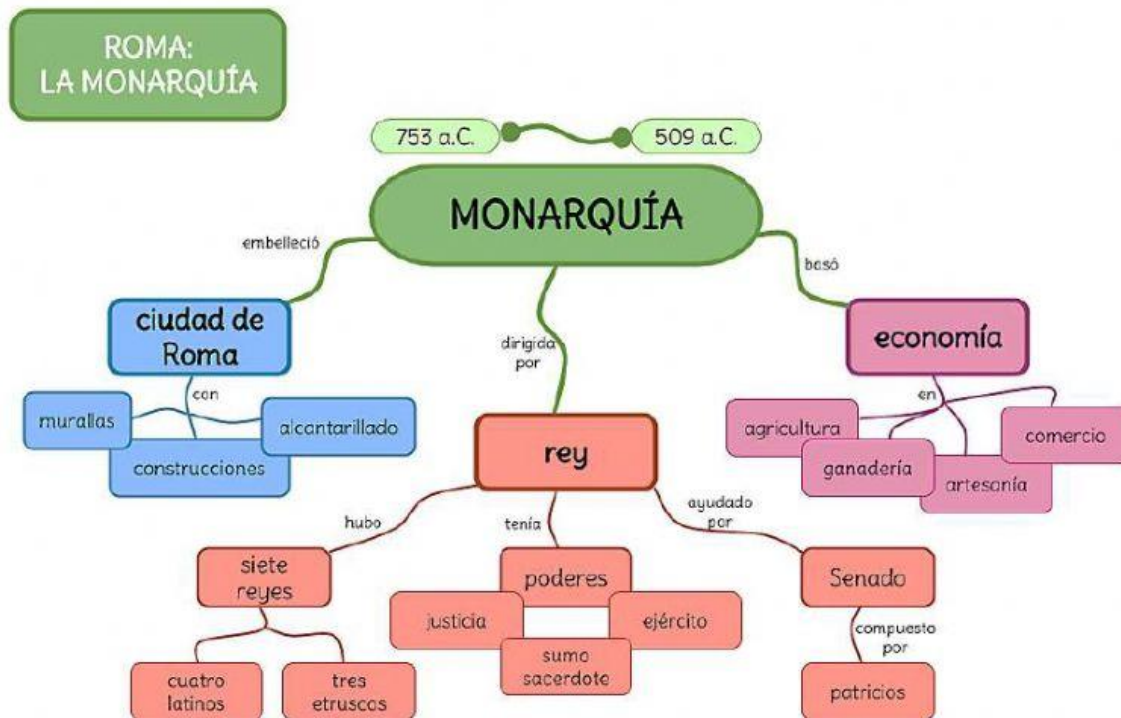 ROMA:
LA MONARQUÍA
753 a.C.
509 a.C.
MONARQUÍA
embelleció
basó
dirigida
por
ciudad de
Roma
con
murallas
alcantarillado
construcciones
economía
en
agricultura
comercio
ganadería
artesanía
rey
hubo
tenía
ayudado
por
siete
reyes
cuatro
latinos
tres
etruscos
poderes
justicia
ejército
sumo
sacerdote
Senado
compuesto
por
patricios